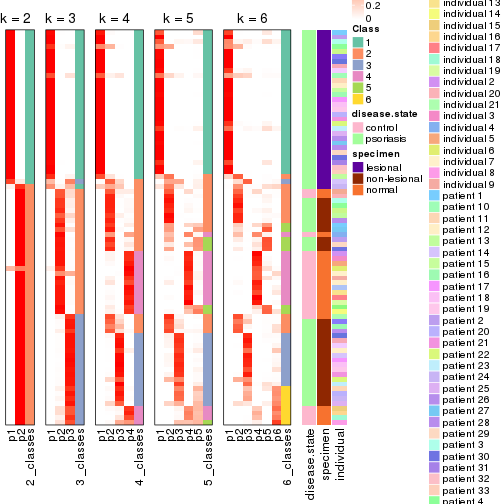 k = 2
k = 3
k = 4
k = 5
k = 6
p1
p2
2_classes
p1
p2
p3
3_classes
p1
p2
p3
p4
4_classes
p1
p2
p3
p4
p5
5_classes
p1
p2
p3
p4
p5
p6
6_classes
disease.state
specimen
individual
0.2
0
Class
1
2
3
4
5
6
disease.state
control
psoriasis
specimen
lesional
non-lesional
normal
individual 13
individual 14
individual 15
individual 16
individual 17
individual 18
individual 19
individual 2
individual 20
individual 21
individual 3
individual 4
individual 5
individual 6
individual 7
individual 8
individual 9
patient 1
patient 10
patient 11
patient 12
patient 13
patient 14
patient 15
patient 16
patient 17
patient 18
patient 19
patient 2
patient 20
patient 21
patient 22
patient 23
patient 24
patient 25
patient 26
patient 27
patient 28
patient 29
patient 3
patient 30
patient 31
patient 32
patient 33
patient 4